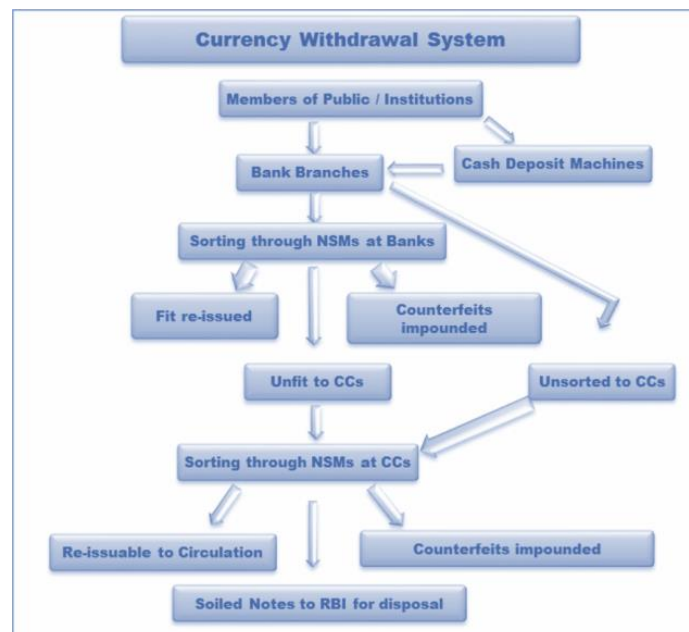 Currency Withdrawal System
Members of Public / Institutions
Cash Deposit Machines
Bank Branches
Sorting through NSMs at Banks
Fit re-issued
Counterfeits
impounded
Unfit to CCs
Unsorted to CCs
Sorting through NSMs at CCs
Re-issuable to Circulation
Counterfeits impounded
Soiled Notes to RBI for disposal